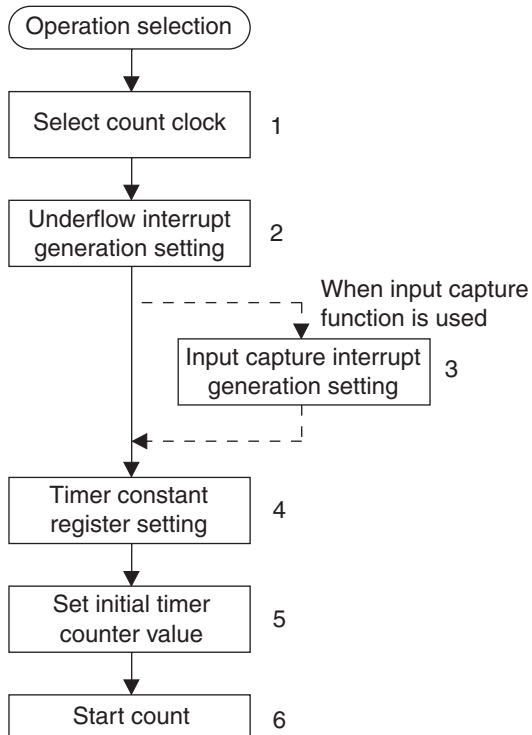 Operation selection
Select count clock
1
Underflow interrupt
generation setting
2
When input capture
function is used
Input capture interrupt
generation setting
3
Timer constant
register setting
4
Set initial timer
counter value
5
Start count
6